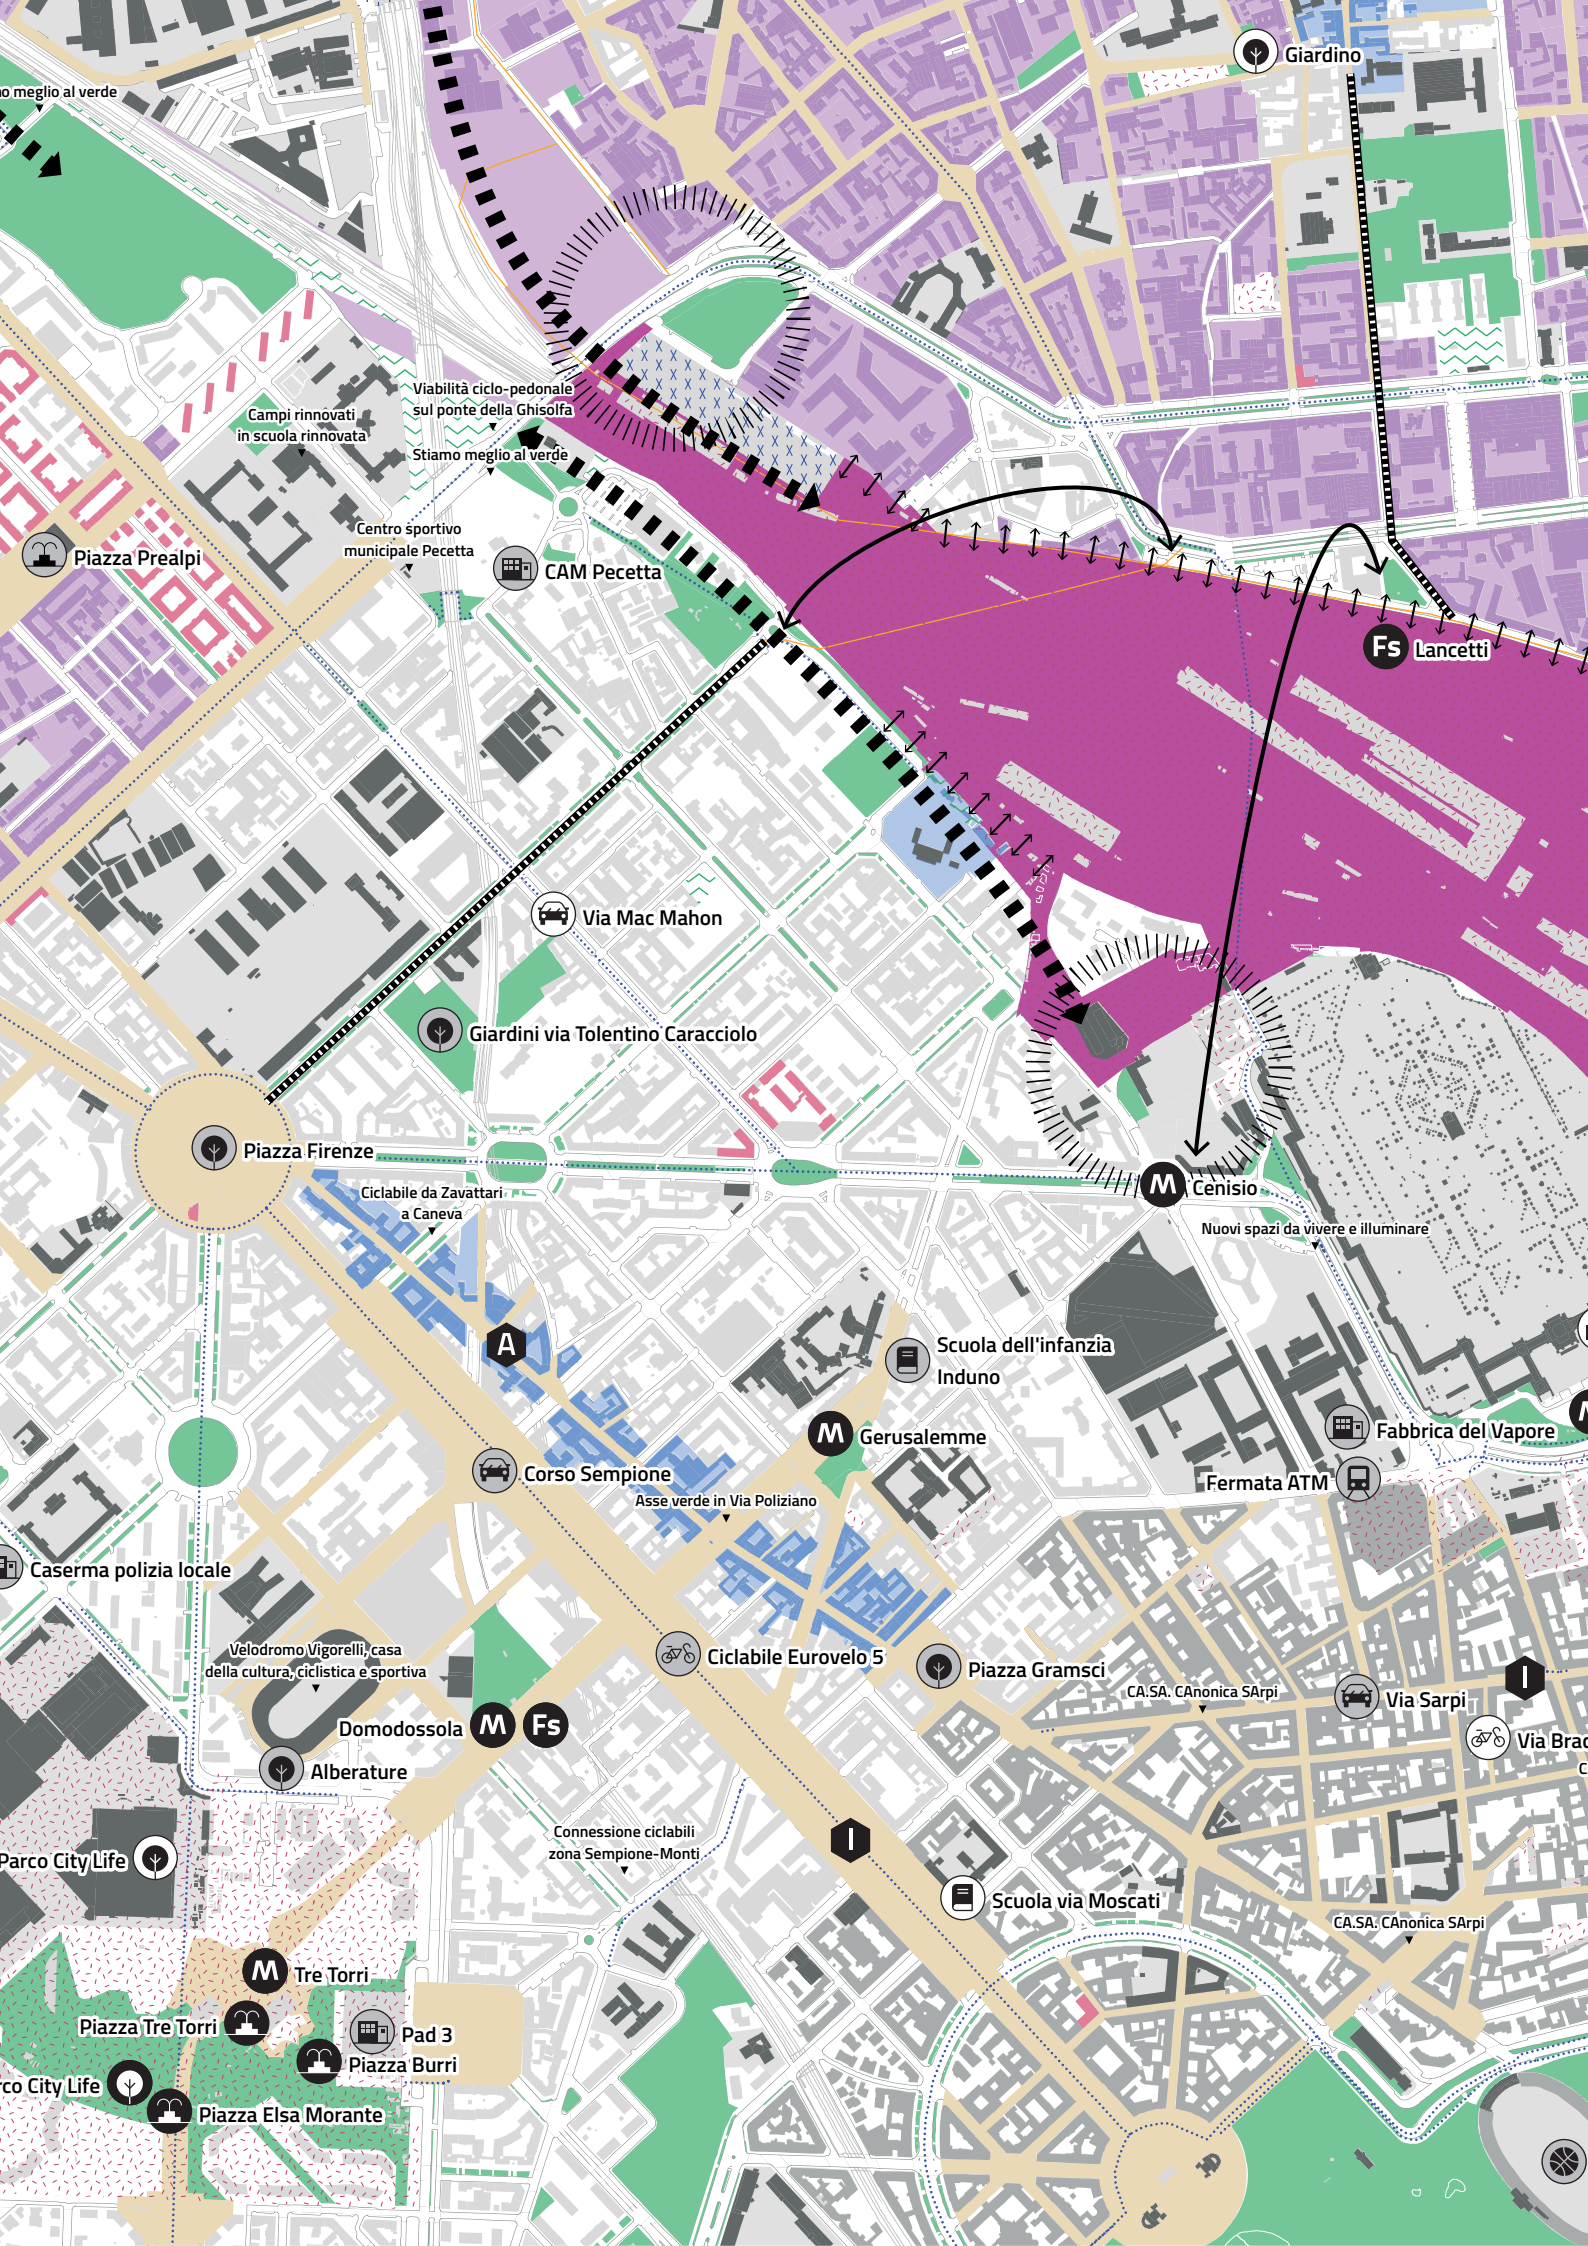 Giardino
meglio al verde
Viabilità ciclo-pedonale
sul ponte della Ghisolfa
Campi rinnovati
in scuola rinnovata
Stiamo meglio al verde
Centro sportivo
municipale Pecetta
Piazza Prealpi
CAM Pecetta
Fs Lancetti
Via Mac Mahon
Giardini via Tolentino Caracciolo
Piazza Firenze
M Cenisio
Ciclabile da Zavattari
a Caneva
Nuovi spazi da vivere e illuminare
A
Scuola dell'infanzia
Induno
M Gerusalemme
Fabbrica del Vapore
Corso Sempione
Fermata ATM
Asse verde in Via Poliziano
Caserma polizia locale
Velodromo Vigorelli, casa
della cultura, ciclistica e sportiva
Ciclabile Eurovelo 5
Piazza Gramsci
I
CA.SA. CAnonica SArpi
Via Sarpi
Domodossola M Fs
Via
Alberature
Connessione ciclabili
zona Sempione-Monti
I
Parco City Life
Scuola via Moscati
CA.SA. CAnonica SArpi
M Tre Torri
Piazza Tre Torri
Pad 3
Piazza Burri
City Life
Piazza Elsa Morante